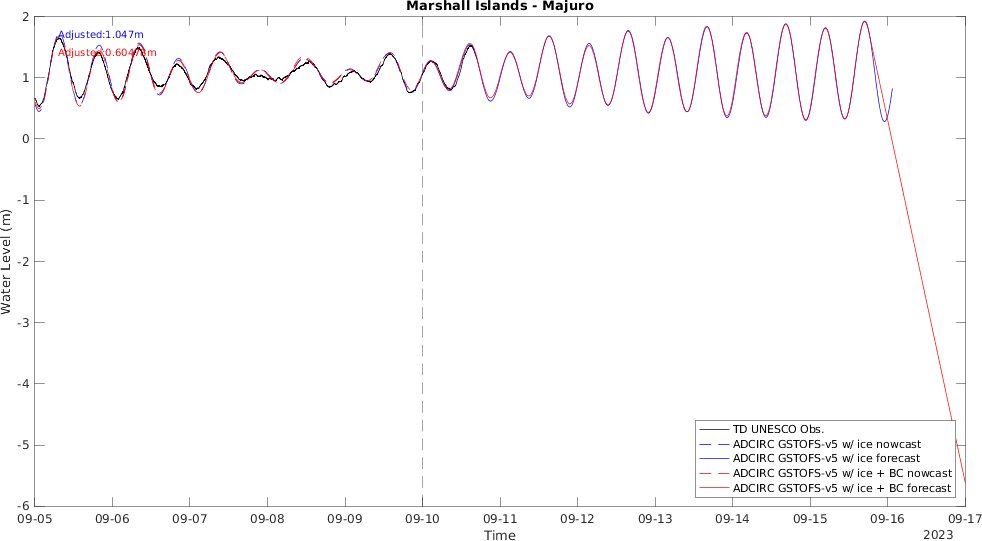 Marshall Islands - Majuro
2
1
0
-1
-2
-3
-4
-5
-6
Water Level (m)
Adjusted:1.047m
TD UNESCO Obs.
ADCIRC GSTOFS-v5 w/ ice nowcast
ADCIRC GSTOFS-v5 w/ ice forecast
ADCIRC GSTOFS-v5 w/ ice + BC nowcast
ADCIRC GSTOFS-v5 w/ ice + BC forecast
09-05 09-06 09-07 09-08 09-09 09-10 09-11 09-12 09-13 09-14 09-15 09-16 09-17
Time
2023